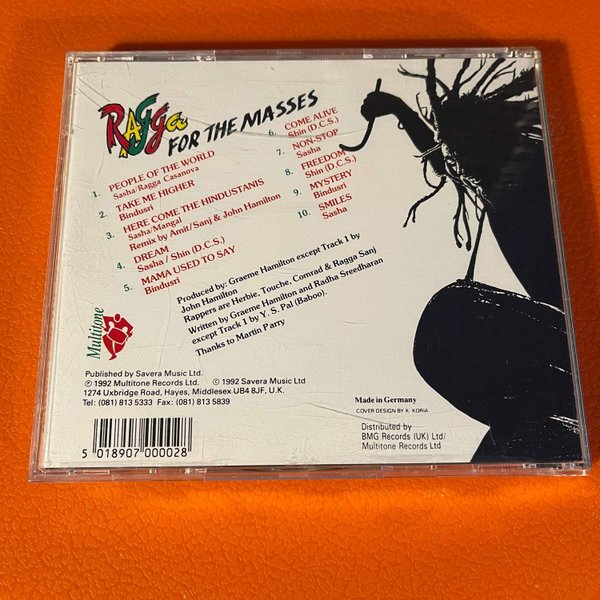 RAgga
FOR THE MASSES
1. PEOPLE OF THE WORLD
Sasha/Ragga Casanova
2. TAKE ME HIGHER
Bindusri
3. HERE COME THE HINDUSTANIS
Sasha/Mangal
Remix by Amit/Sanj & John Hamilton
4. DREAM
Sasha / Shin (D.C.S.)
5. MAMA USED TO SAY
Bindusri
6. COME ALIVE
Shin (D.C.S.)
7. NON-STOP
Sasha
8. FREEDOM
Shin (D.C.S.)
9. MYSTERY
Bindusri
10. SMILES
Sasha
Produced by: Graeme Hamilton except Track 1 by
John Hamilton
Rappers are Herbie, Touche, Comrad & Ragga Sanj
Written by Graeme Hamilton and Radha Sreedharan
except Track 1 by Y. S. Pal (Baboo).
Thanks to Martin Parry
Multitone
Published by Savera Music Ltd.
℗ 1992 Multitone Records Ltd. © 1992 Savera Music Ltd
1274 Uxbridge Road, Hayes, Middlesex UB4 8JF, U.K.
Tel: (081) 813 5333 Fax: (081) 813 5839
5 018907 000028
Made in Germany
COVER DESIGN BY K. KORIA
Distributed by
BMG Records (UK) Ltd/
Multitone Records Ltd